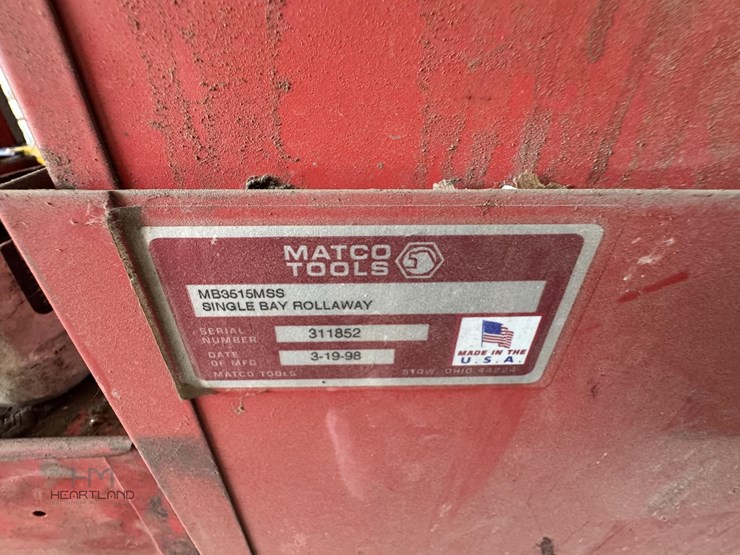 MATCO
TOOLS
MB3515MSS
SINGLE BAY ROLLAWAY
SERIAL
NUMBER
311852
DATE
OF MFG
3-19-98
MADE IN THE
U.S.A.
MATCO TOOLS
STOW, OHIO 44224
HM
HEARTLAND